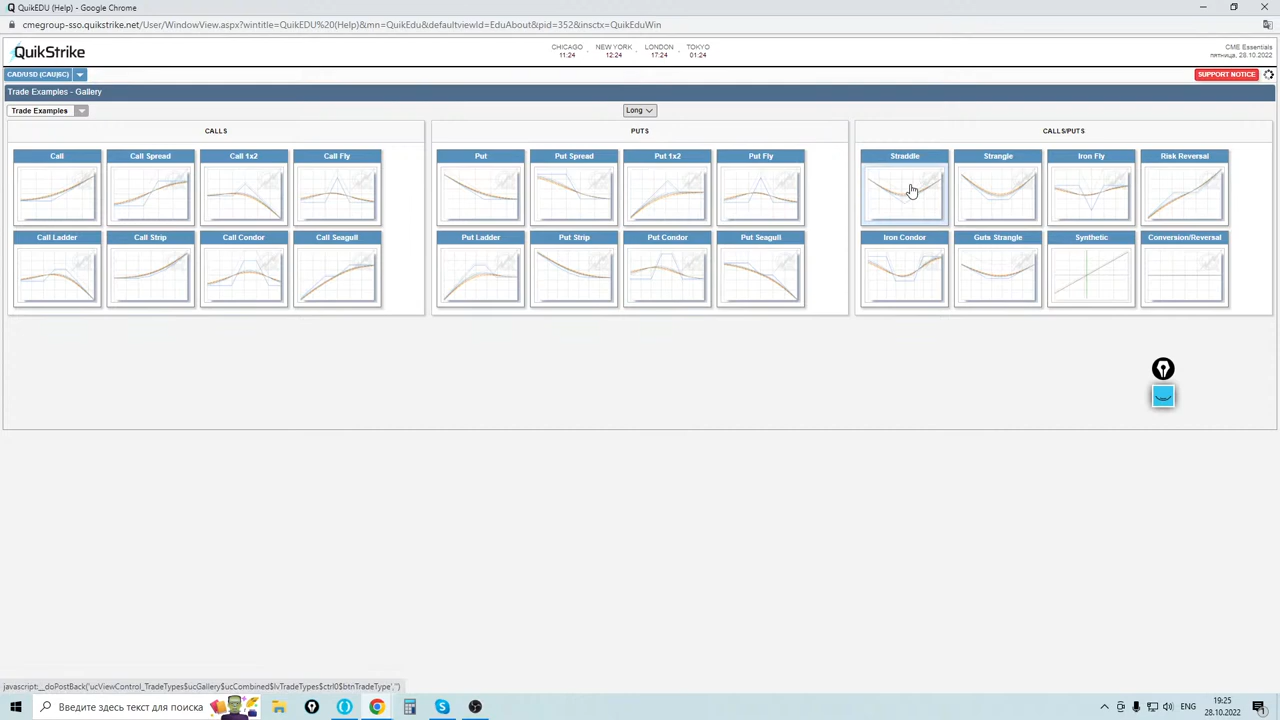 QuikEDU (Help) - Google Chrome
cmegroup-sso.quikstrike.net/User/WindowView.aspx?wintitle=QuikEDU%20(Help)&mn=QuikEdu&defaultviewId=EduAbout&pid=352&insctx=QuikEduWin
QuikStrike
CHICAGO NEW YORK LONDON TOKYO
11:24 12:24 17:24 01:24
CME Essentials
пятница, 28.10.2022
CAD/USD (CAU|6C)
SUPPORT NOTICE
Trade Examples - Gallery
Trade Examples
Long
CALLS
PUTS
CALLS/PUTS
Call Call Spread Call 1x2 Call Fly
Put Put Spread Put 1x2 Put Fly
Straddle Strangle Iron Fly Risk Reversal
Call Ladder Call Strip Call Condor Call Seagull
Put Ladder Put Strip Put Condor Put Seagull
Iron Condor Guts Strangle Synthetic Conversion/Reversal
javascript:__doPostBack('ucViewControl_TradeTypes$ucGallery$ucCombined$lvTradeTypes$ctrl0$btnTradeType','')
Введите здесь текст для поиска
ENG
19:25
28.10.2022
1